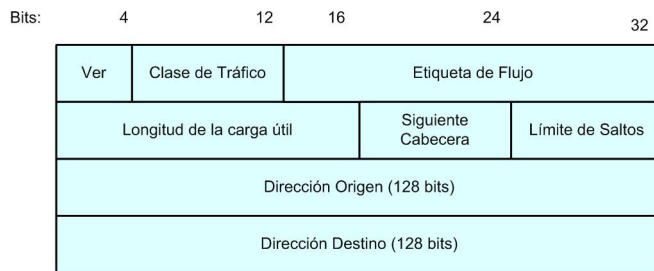 Bits: 4 12 16 24 32
Ver Clase de Tráfico Etiqueta de Flujo
Longitud de la carga útil Siguiente Cabecera Límite de Saltos
Dirección Origen (128 bits)
Dirección Destino (128 bits)